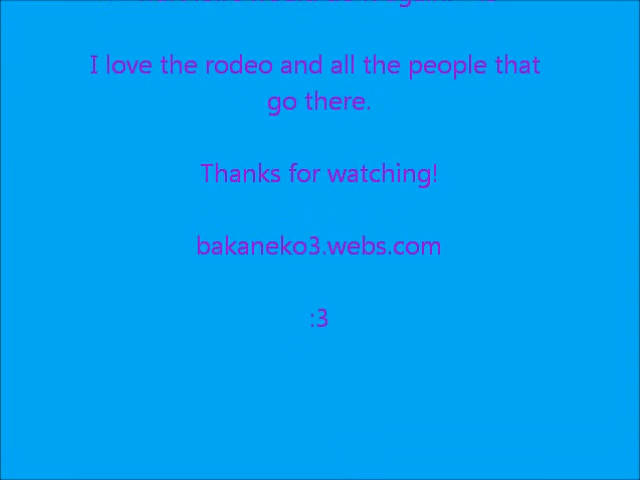 I love the rodeo and all the people that
go there.
Thanks for watching!
bakaneko3.webs.com
:3